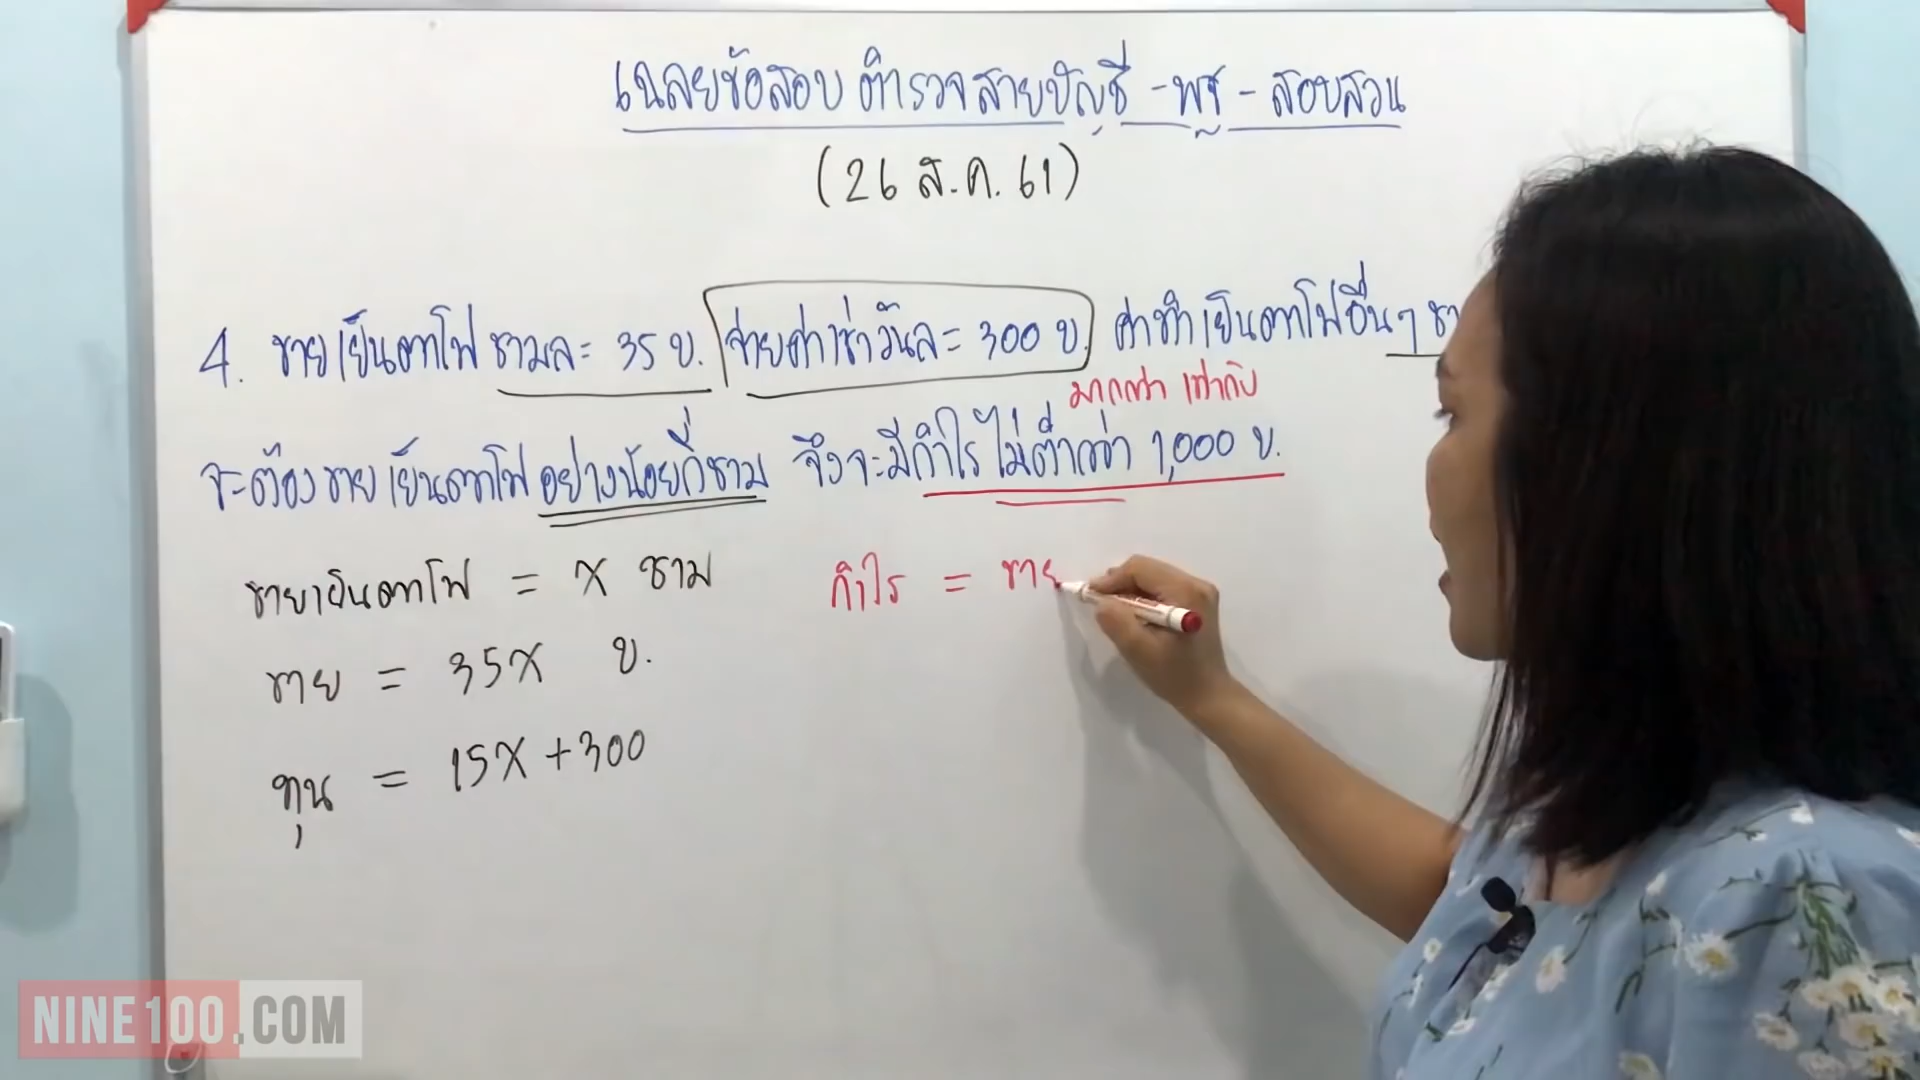 เฉลยข้อสอบ ตำรวจสายบัญชี - พฐ - สอบสวน
(26 ส.ค. 61)
4. ขายเย็นตาโฟ ชามละ 35 บ. จ่ายค่าเช่าวันละ 300 บ. ค่าทำเย็นตาโฟอื่นๆ
มากกว่า เท่ากับ
จะต้องขายเย็นตาโฟ อย่างน้อยกี่ชาม จึงจะมีกำไร ไม่ต่ำกว่า 1,000 บ.
ขายเย็นตาโฟ = x ชาม
กำไร = ขาย
ขาย = 35x บ.
ทุน = 15x + 300
NINE100.COM